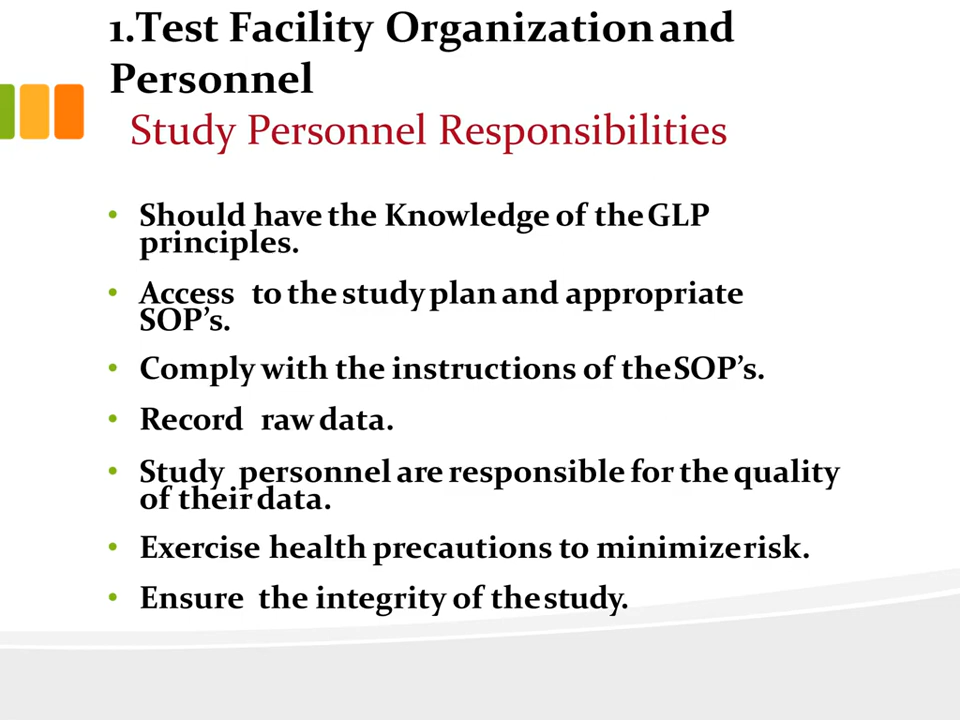 1.Test Facility Organization and
Personnel
Study Personnel Responsibilities
• Should have the Knowledge of the GLP
principles.
• Access to the study plan and appropriate
SOP’s.
• Comply with the instructions of the SOP’s.
• Record raw data.
• Study personnel are responsible for the quality
of their data.
• Exercise health precautions to minimize risk.
• Ensure the integrity of the study.